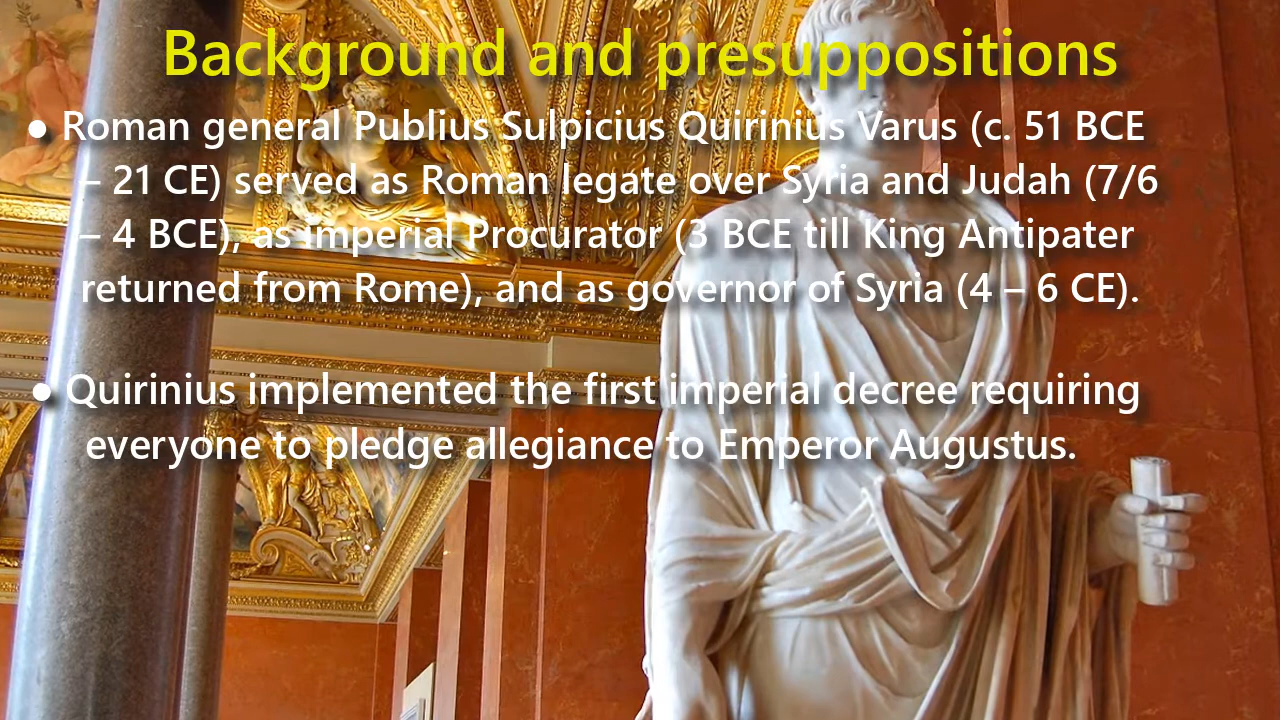 Background and presuppositions
● Roman general Publius Sulpicius Quirinius Varus (c. 51 BCE
– 21 CE) served as Roman legate over Syria and Judah (7/6
– 4 BCE), as Imperial Procurator (3 BCE till King Antipater
returned from Rome), and as governor of Syria (4 – 6 CE).
● Quirinius implemented the first imperial decree requiring
everyone to pledge allegiance to Emperor Augustus.